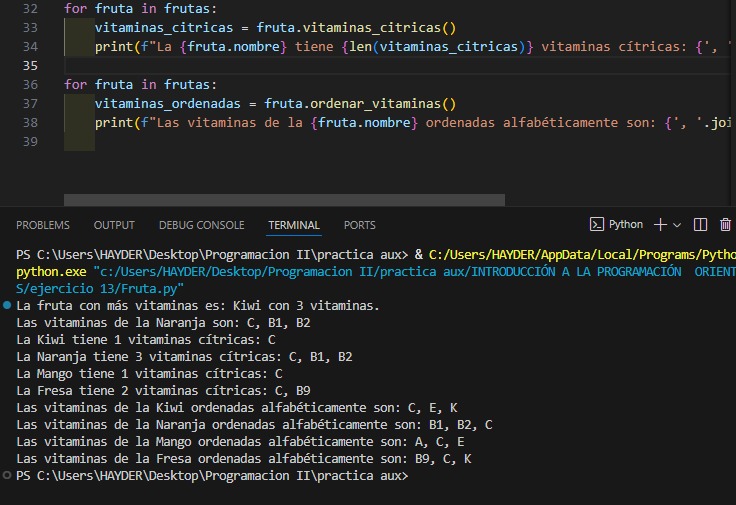 32 for fruta in frutas:
33 vitaminas_citricas = fruta.vitaminas_citricas()
34 print(f"La {fruta.nombre} tiene {len(vitaminas_citricas)} vitaminas cítricas: {', '
35
36 for fruta in frutas:
37 vitaminas_ordenadas = fruta.ordenar_vitaminas()
38 print(f"Las vitaminas de la {fruta.nombre} ordenadas alfabéticamente son: {', '.joi
39
PROBLEMS OUTPUT DEBUG CONSOLE TERMINAL PORTS Python
PS C:\Users\HAYDER\Desktop\Programacion II\practica aux> & C:/Users/HAYDER/AppData/Local/Programs/Pytho
python.exe "c:/Users/HAYDER/Desktop/Programacion II/practica aux/INTRODUCCIÓN A LA PROGRAMACIÓN  ORIENT
S/ejercicio 13/Fruta.py"
La fruta con más vitaminas es: Kiwi con 3 vitaminas.
Las vitaminas de la Naranja son: C, B1, B2
La Kiwi tiene 1 vitaminas cítricas: C
La Naranja tiene 3 vitaminas cítricas: C, B1, B2
La Mango tiene 1 vitaminas cítricas: C
La Fresa tiene 2 vitaminas cítricas: C, B9
Las vitaminas de la Kiwi ordenadas alfabéticamente son: C, E, K
Las vitaminas de la Naranja ordenadas alfabéticamente son: B1, B2, C
Las vitaminas de la Mango ordenadas alfabéticamente son: A, C, E
Las vitaminas de la Fresa ordenadas alfabéticamente son: B9, C, K
PS C:\Users\HAYDER\Desktop\Programacion II\practica aux>